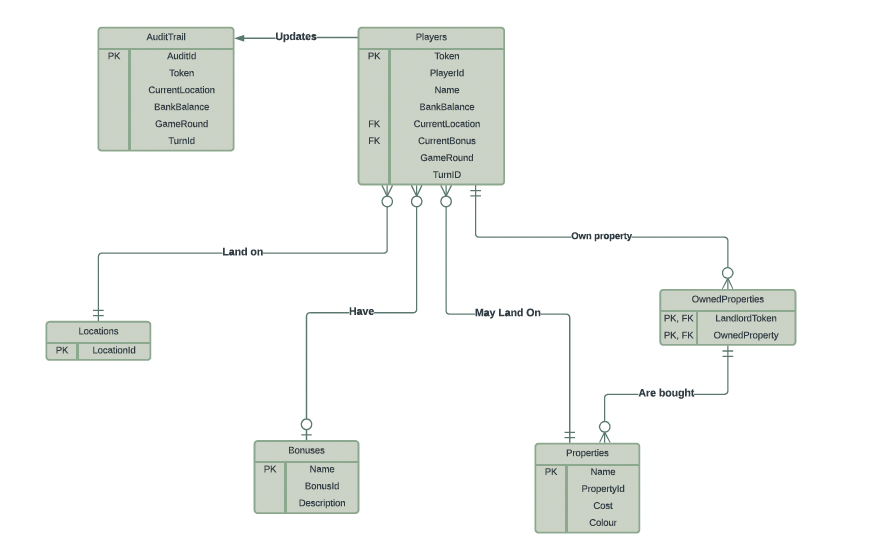 AuditTrail
PK AuditId
Token
CurrentLocation
BankBalance
GameRound
TurnId
Updates
Players
PK Token
PlayerId
Name
BankBalance
FK CurrentLocation
FK CurrentBonus
GameRound
TurnID
Land on
Have
May Land On
Own property
Locations
PK LocationId
OwnedProperties
PK, FK LandlordToken
PK, FK OwnedProperty
Are bought
Bonuses
PK Name
BonusId
Description
Properties
PK Name
PropertyId
Cost
Colour